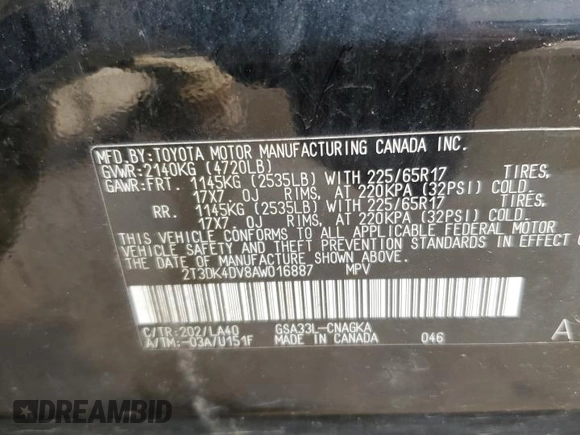 MFD.BY:TOYOTA MOTOR MANUFACTURING CANADA INC.
GVWR:2140KG (4720LB)
GAWR:FRT. 1145KG (2535LB) WITH 225/65R17 TIRES,
17X7 0J RIMS, AT 220KPA (32PSI) COLD.
RR. 1145KG (2535LB) WITH 225/65R17 TIRES,
17X7 0J RIMS, AT 220KPA (32PSI) COLD.
THIS VEHICLE CONFORMS TO ALL APPLICABLE FEDERAL MOTOR
VEHICLE SAFETY AND THEFT PREVENTION STANDARDS IN EFFECT
ON THE DATE OF MANUFACTURE SHOWN ABOVE.
2T3DK4DV8AW016887 MPV
C/TR:202/LA40 GSA33L-CNAGKA
A/TM:-03A/U151F MADE IN CANADA 046
A
DREAMBID